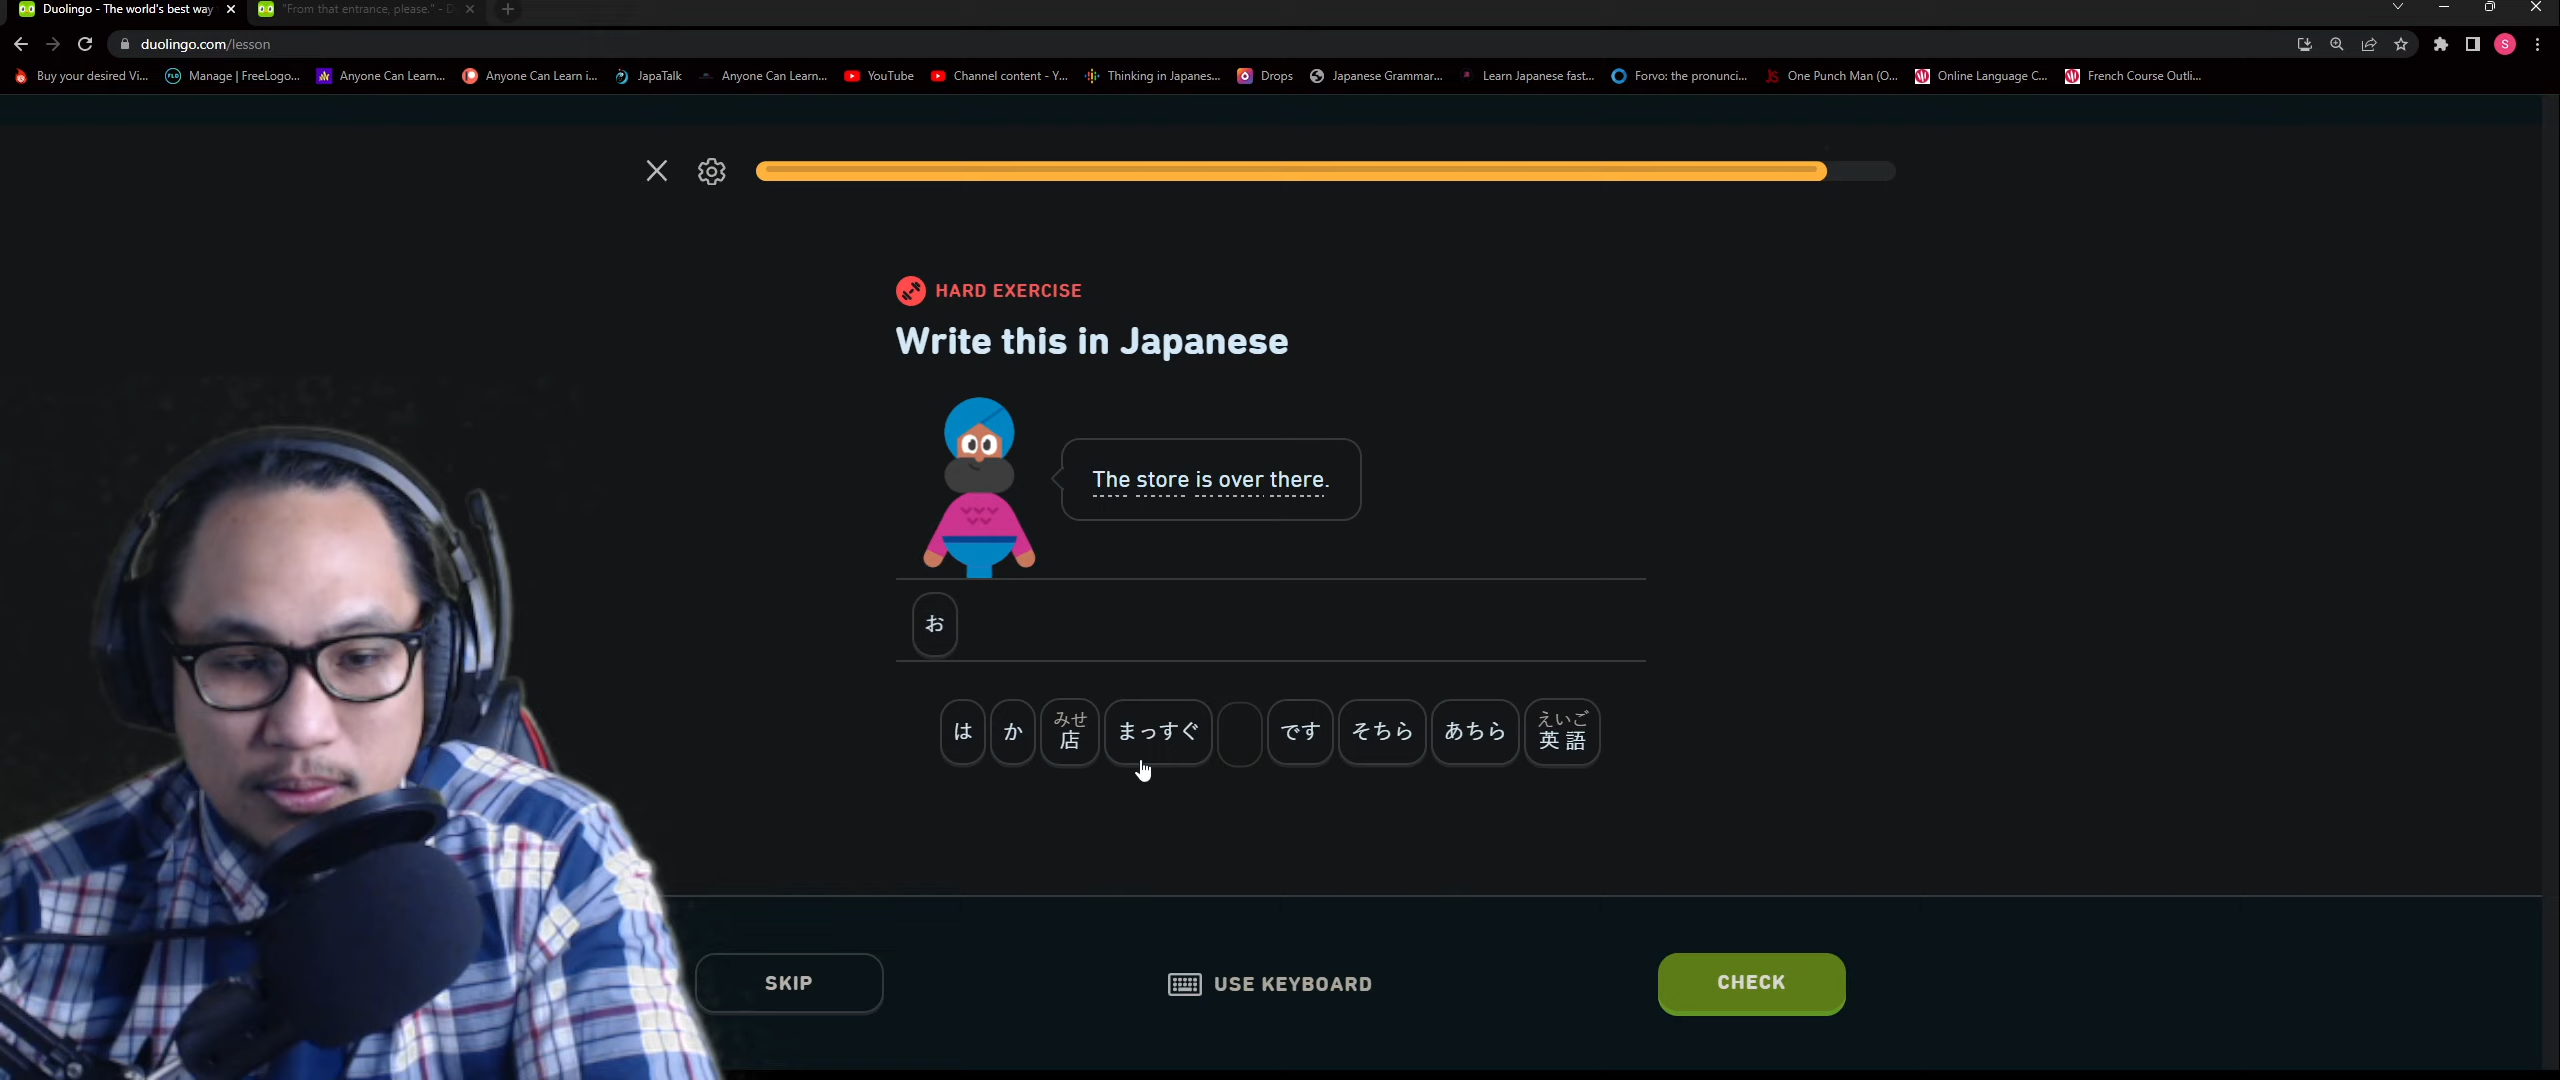 Duolingo - The world's best way
"From that entrance, please." - D
duolingo.com/lesson
S
Buy your desired Vi...
Manage | FreeLogo...
Anyone Can Learn...
Anyone Can Learn i...
JapaTalk
Anyone Can Learn...
YouTube
Channel content - Y...
Thinking in Japanes...
Drops
Japanese Grammar...
Learn Japanese fast...
Forvo: the pronunci...
One Punch Man (O...
Online Language C...
French Course Outli...
HARD EXERCISE
Write this in Japanese
The store is over there.
お
は か 店 まっすぐ です そちら あちら 英語
みせ えいご
SKIP
USE KEYBOARD
CHECK